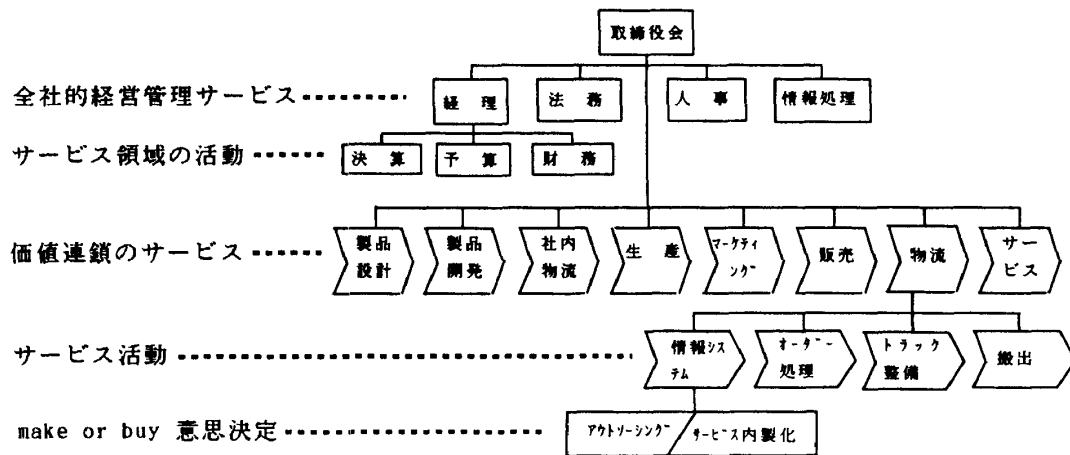 取締役会
全社的経営管理サービス
経 理
法 務
人 事
情報処理
サービス領域の活動
決 算
予 算
財 務
価値連鎖のサービス
製品
設計
製品
開発
社内
物流
生 産
マーケティ
ング
販売
物流
サー
ビス
サービス活動
情報シス
テム
オーダー
処理
トラック
整備
搬出
make or buy 意思決定
アウトソーシング
サービス内製化